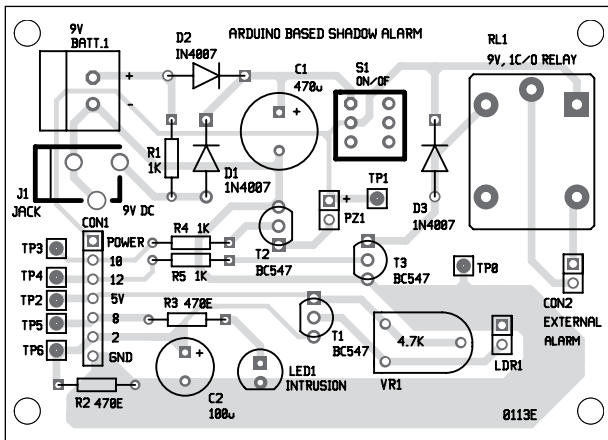 ARDUINO BASED SHADOW ALARM
9V
BATT.1
+
-
D2
1N4007
C1
470u
+
S1
ON/OF
RL1
9V, 1C/O RELAY
R1
1K
D1
1N4007
J1
JACK
9V DC
TP1
+
PZ1
D3
1N4007
CON1
POWER
10
12
5V
8
2
GND
TP3
TP4
TP2
TP5
TP6
R4 1K
R5 1K
T2
BC547
T3
BC547
TP0
CON2
EXTERNAL
ALARM
R3 470E
T1
BC547
4.7K
VR1
LDR1
R2 470E
+
C2
100u
LED1
INTRUSION
0113E